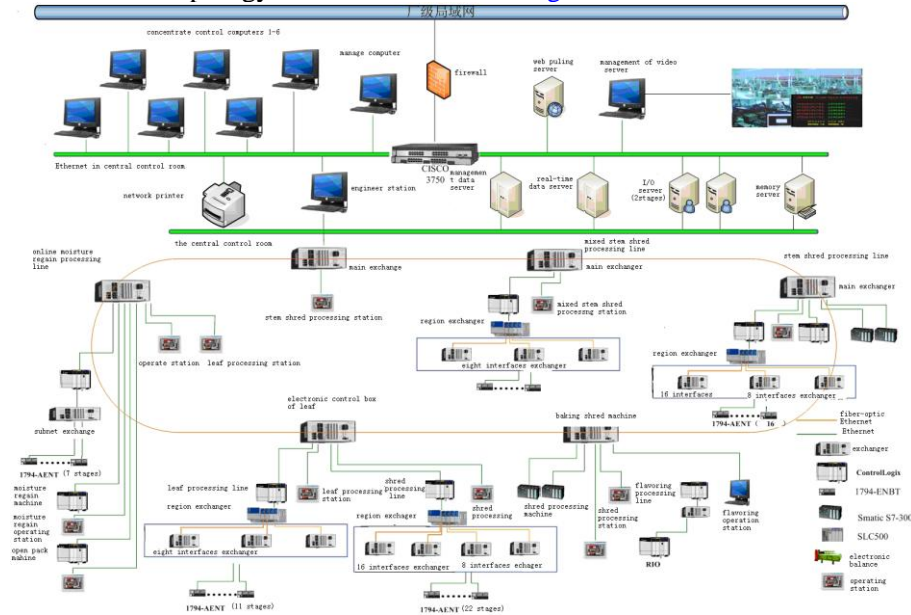 topology
厂级局域网
concentrate control computers 1-6
manage computer
firewall
web puling
server
management of video
server
Ethernet in central control room
CISCO
3750
managemen
t data
server
real-time
data server
I/O
server
(2stages)
memory
server
network printer
engineer station
the central control room
online moisture
regain processing
line
main exchange
mixed stem shred
processing line
main exchanger
stem shred processing line
main exchanger
stem shred processing station
mixed stem shred
processng station
region exchanger
region exchanger
operate station
leaf processing station
eight interfaces exchanger
16 interfaces
8 interfaces exchanger
electronic control box
of leaf
baking shred machine
1794-AENT ( 16 )
subnet exchange
1794-AENT (7 stages)
fiber-optic
Ethernet
Ethernet
exchanger
ControlLogix
1794-ENBT
Smatic S7-300
SLC500
electronic
balance
operating
station
moisture
regain
machine
moisture
regain
operating
station
open pack
mahine
leaf processing line
region exchanger
leaf processing
station
shred
processing
line
region exchager
shred
processing
shred processing
machine
shred
processing
station
flavoring
processing
line
flavoring
operation
station
RIO
eight interfaces exchanger
16 interfaces exchanger
8 interfaces echager
1794-AENT (11 stages)
1794-AENT (22 stages)